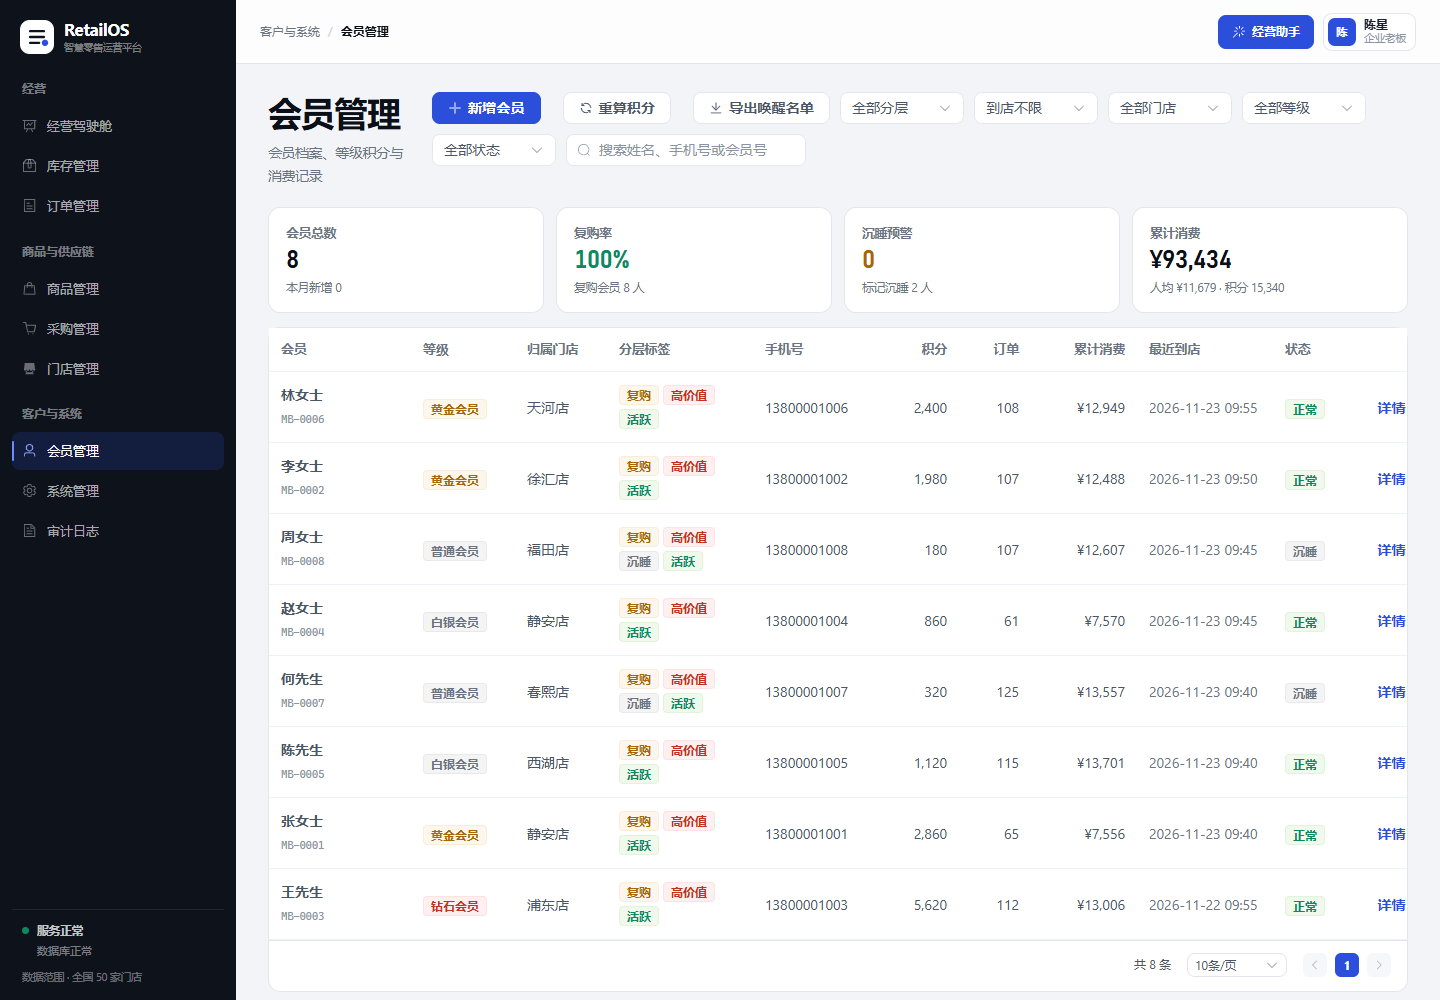 RetailOS
智慧零售运营平台
经营
经营驾驶舱
库存管理
订单管理
商品与供应链
商品管理
采购管理
门店管理
客户与系统
会员管理
系统管理
审计日志
服务正常
数据库正常
数据范围 · 全国 50 家门店
客户与系统 / 会员管理
经营助手
陈 陈星
企业老板
会员管理
会员档案、等级积分与
消费记录
新增会员 重算积分 导出唤醒名单 全部分层 到店不限 全部门店 全部等级
全部状态 搜索姓名、手机号或会员号
会员总数
8
本月新增 0
复购率
100%
复购会员 8 人
沉睡预警
0
标记沉睡 2 人
累计消费
¥93,434
人均 ¥11,679 · 积分 15,340
会员 等级 归属门店 分层标签 手机号 积分 订单 累计消费 最近到店 状态
林女士 MB-0006 黄金会员 天河店 复购 高价值 活跃 13800001006 2,400 108 ¥12,949 2026-11-23 09:55 正常 详情
李女士 MB-0002 黄金会员 徐汇店 复购 高价值 活跃 13800001002 1,980 107 ¥12,488 2026-11-23 09:50 正常 详情
周女士 MB-0008 普通会员 福田店 复购 高价值 沉睡 活跃 13800001008 180 107 ¥12,607 2026-11-23 09:45 沉睡 详情
赵女士 MB-0004 白银会员 静安店 复购 高价值 活跃 13800001004 860 61 ¥7,570 2026-11-23 09:45 正常 详情
何先生 MB-0007 普通会员 春熙店 复购 高价值 沉睡 活跃 13800001007 320 125 ¥13,557 2026-11-23 09:40 沉睡 详情
陈先生 MB-0005 白银会员 西湖店 复购 高价值 活跃 13800001005 1,120 115 ¥13,701 2026-11-23 09:40 正常 详情
张女士 MB-0001 黄金会员 静安店 复购 高价值 活跃 13800001001 2,860 65 ¥7,556 2026-11-23 09:40 正常 详情
王先生 MB-0003 钻石会员 浦东店 复购 高价值 活跃 13800001003 5,620 112 ¥13,006 2026-11-22 09:55 正常 详情
共 8 条 10条/页 1